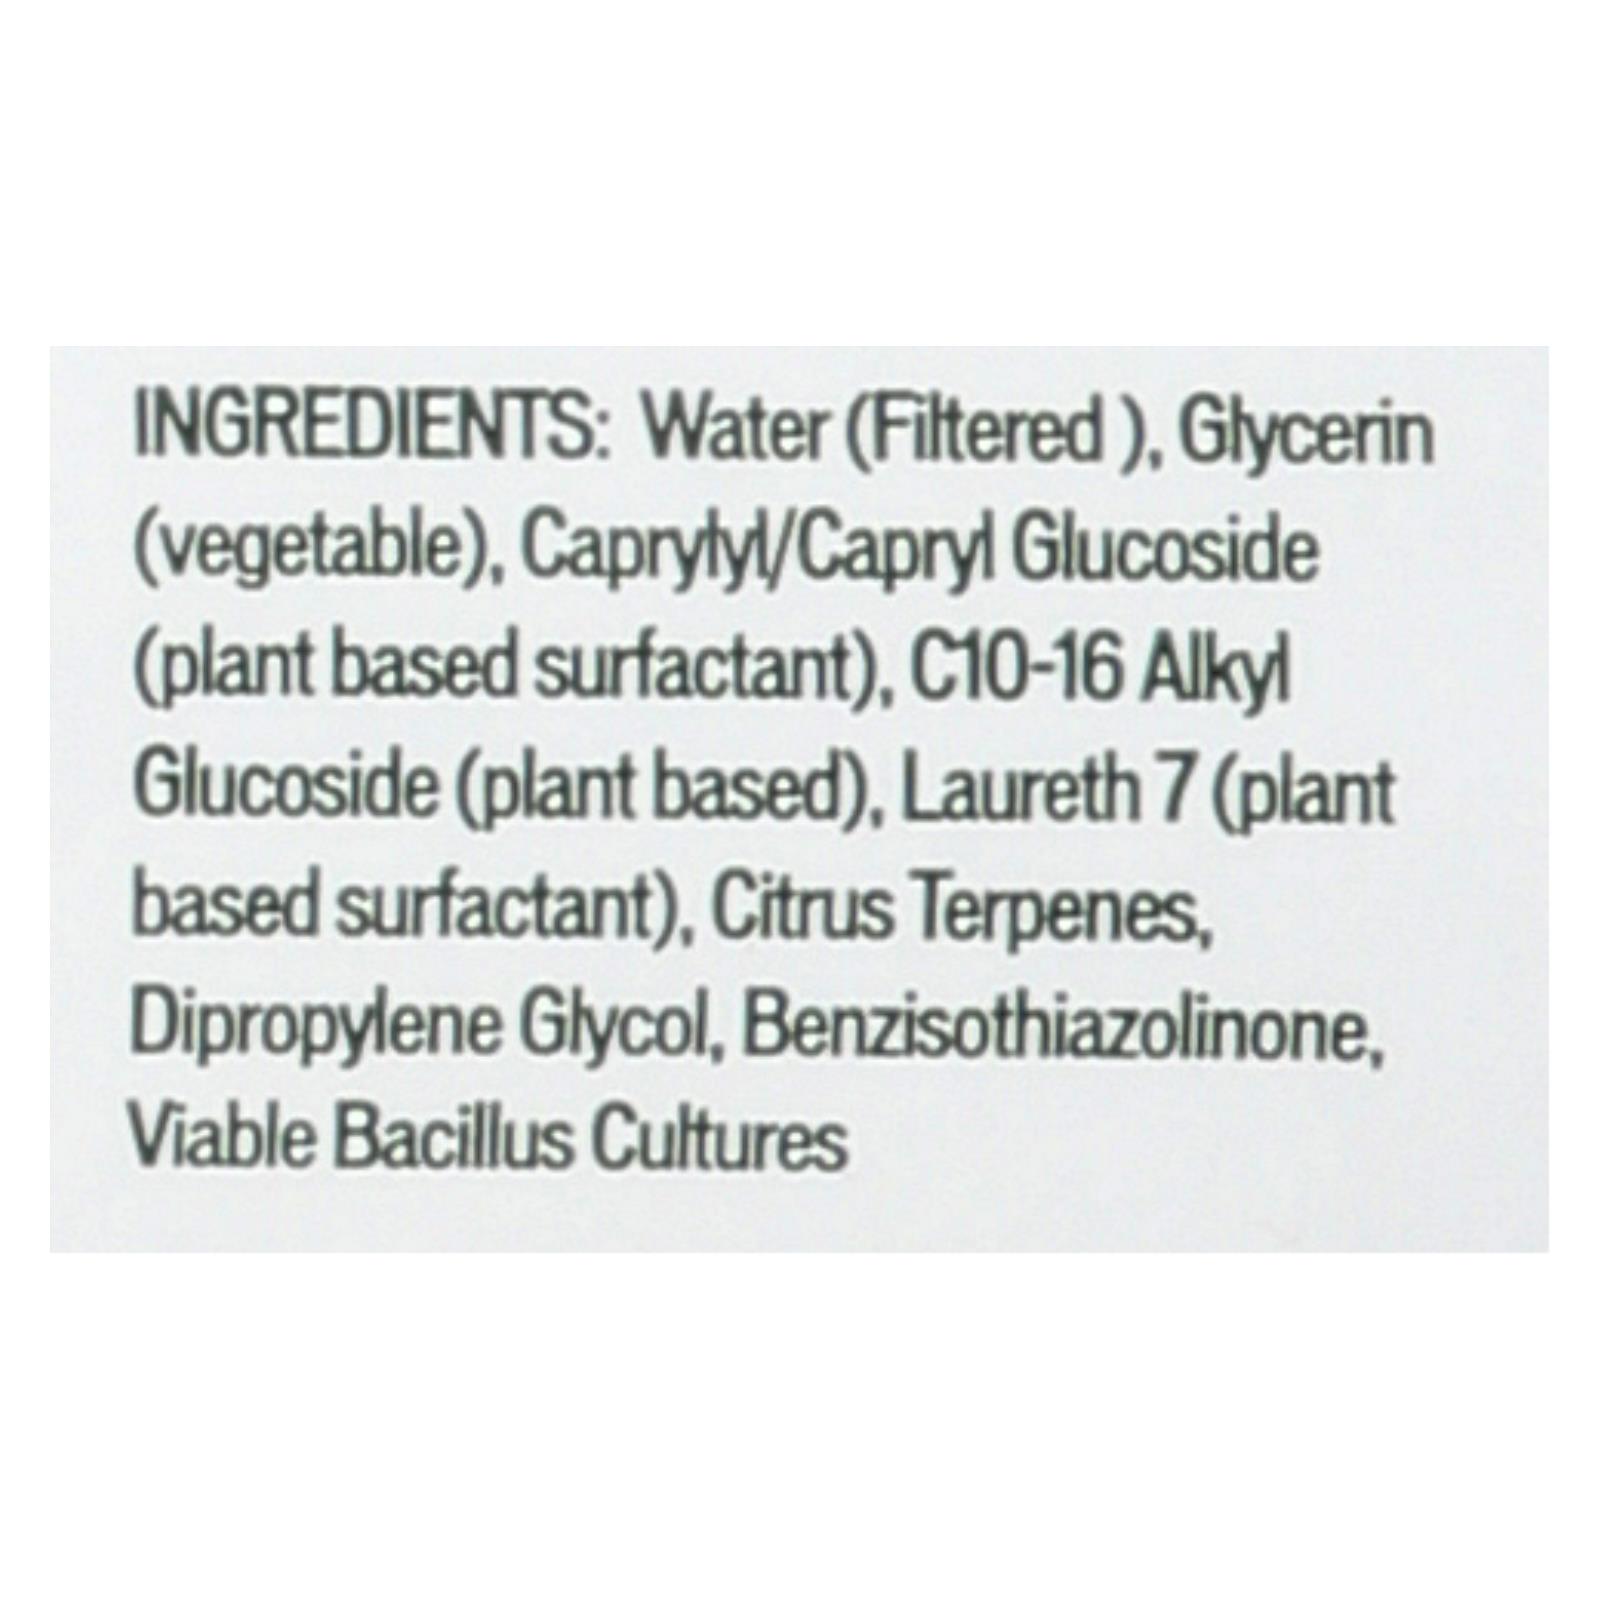 INGREDIENTS: Water (Filtered ), Glycerin
(vegetable), Caprylyl/Capryl Glucoside
(plant based surfactant), C10-16 Alkyl
Glucoside (plant based), Laureth 7 (plant
based surfactant), Citrus Terpenes,
Dipropylene Glycol, Benzisothiazolinone,
Viable Bacillus Cultures